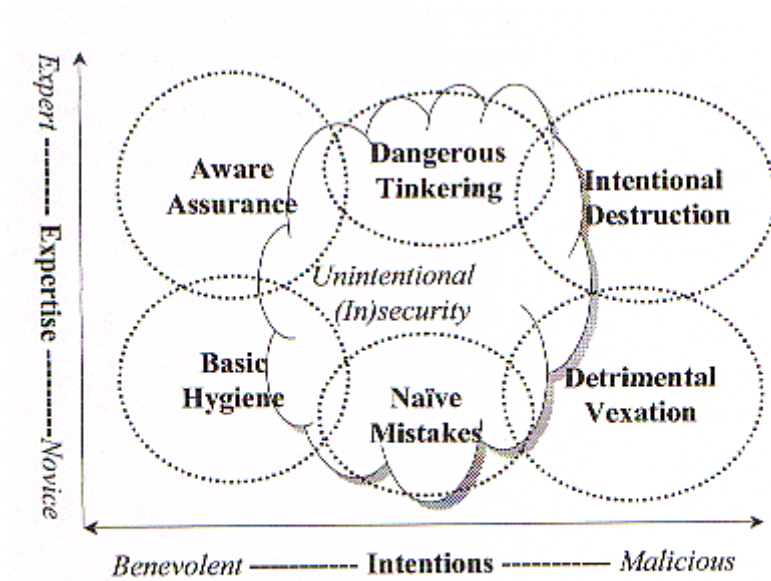 Expert
Expertise
Novice
Aware
Assurance
Dangerous
Tinkering
Intentional
Destruction
Unintentional
(In)security
Basic
Hygiene
Naïve
Mistakes
Detrimental
Vexation
Benevolent
Intentions
Malicious